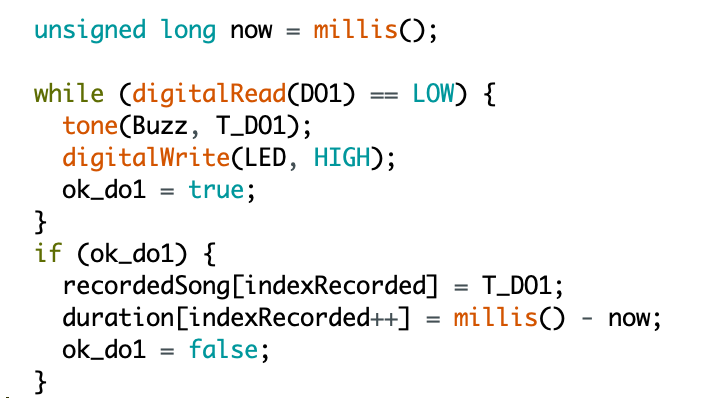 unsigned long now = millis();
while (digitalRead(DO1) == LOW) {
tone(Buzz, T_DO1);
digitalWrite(LED, HIGH);
ok_do1 = true;
}
if (ok_do1) {
recordedSong[indexRecorded] = T_DO1;
duration[indexRecorded++] = millis() - now;
ok_do1 = false;
}